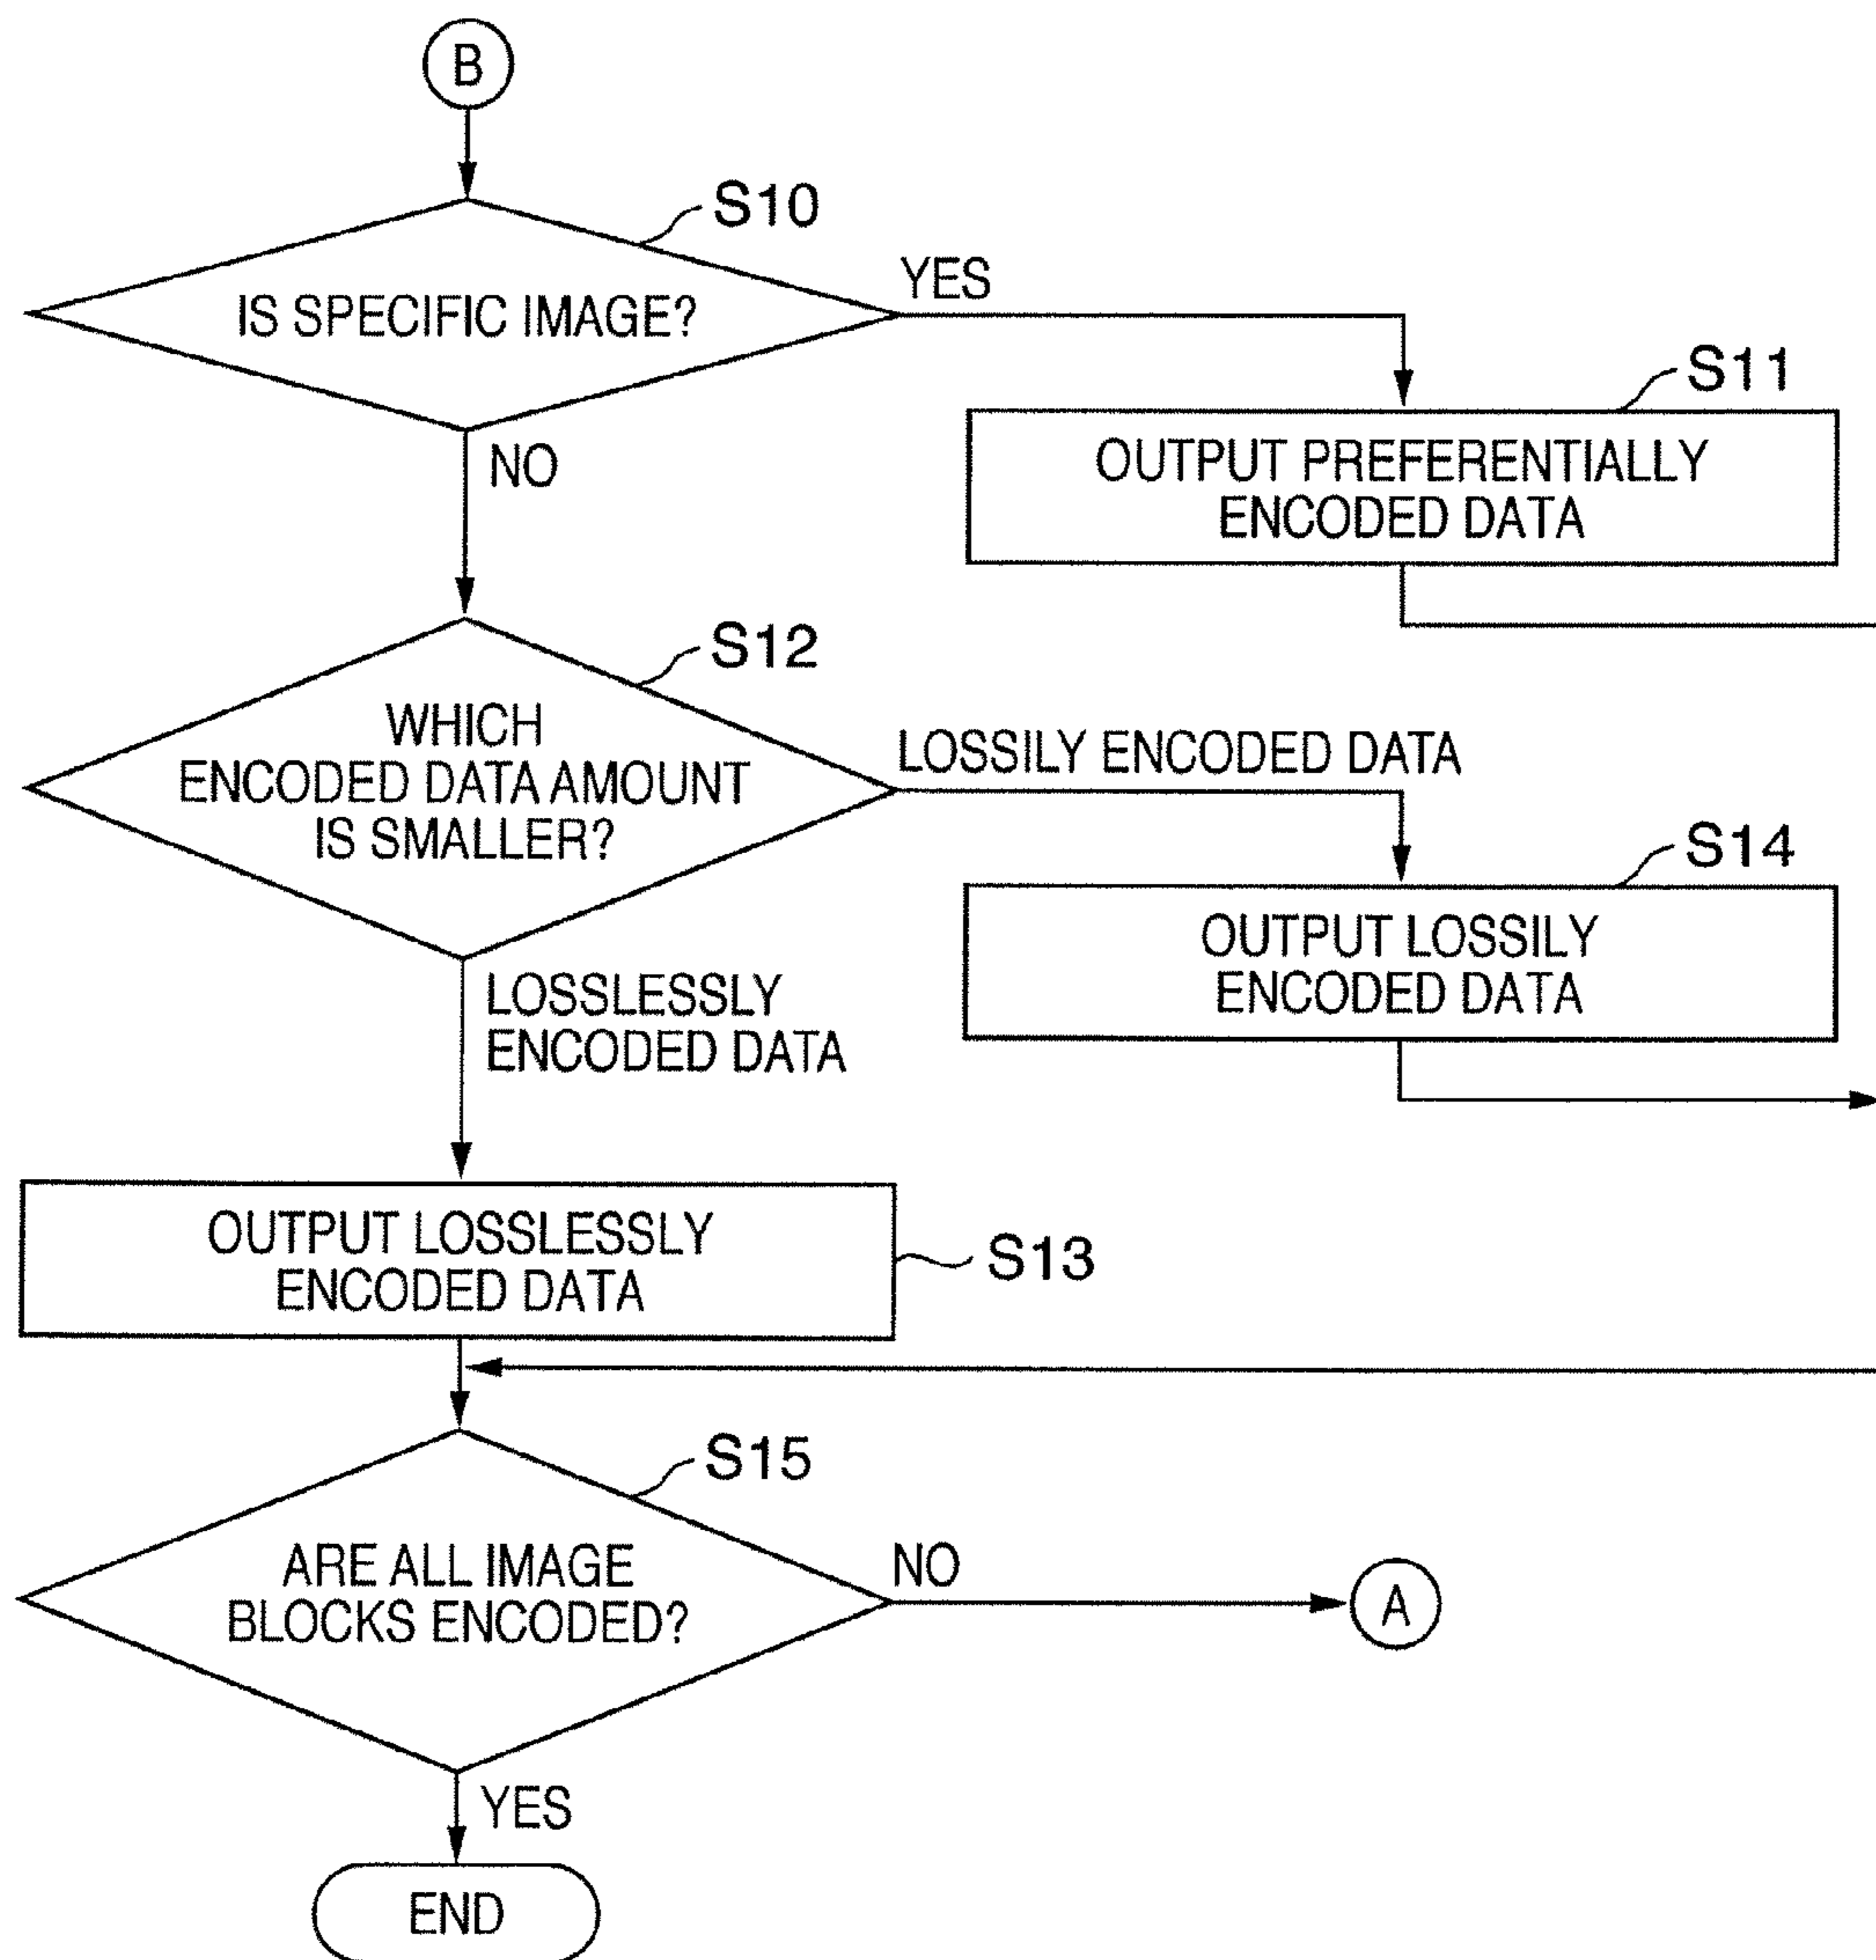 B
S10
IS SPECIFIC IMAGE?
YES
S11
OUTPUT PREFERENTIALLY
ENCODED DATA
NO
S12
WHICH
ENCODED DATA AMOUNT
IS SMALLER?
LOSSILY ENCODED DATA
S14
OUTPUT LOSSILY
ENCODED DATA
LOSSLESSLY
ENCODED DATA
OUTPUT LOSSLESSLY
ENCODED DATA
S13
S15
ARE ALL IMAGE
BLOCKS ENCODED?
NO
A
YES
END